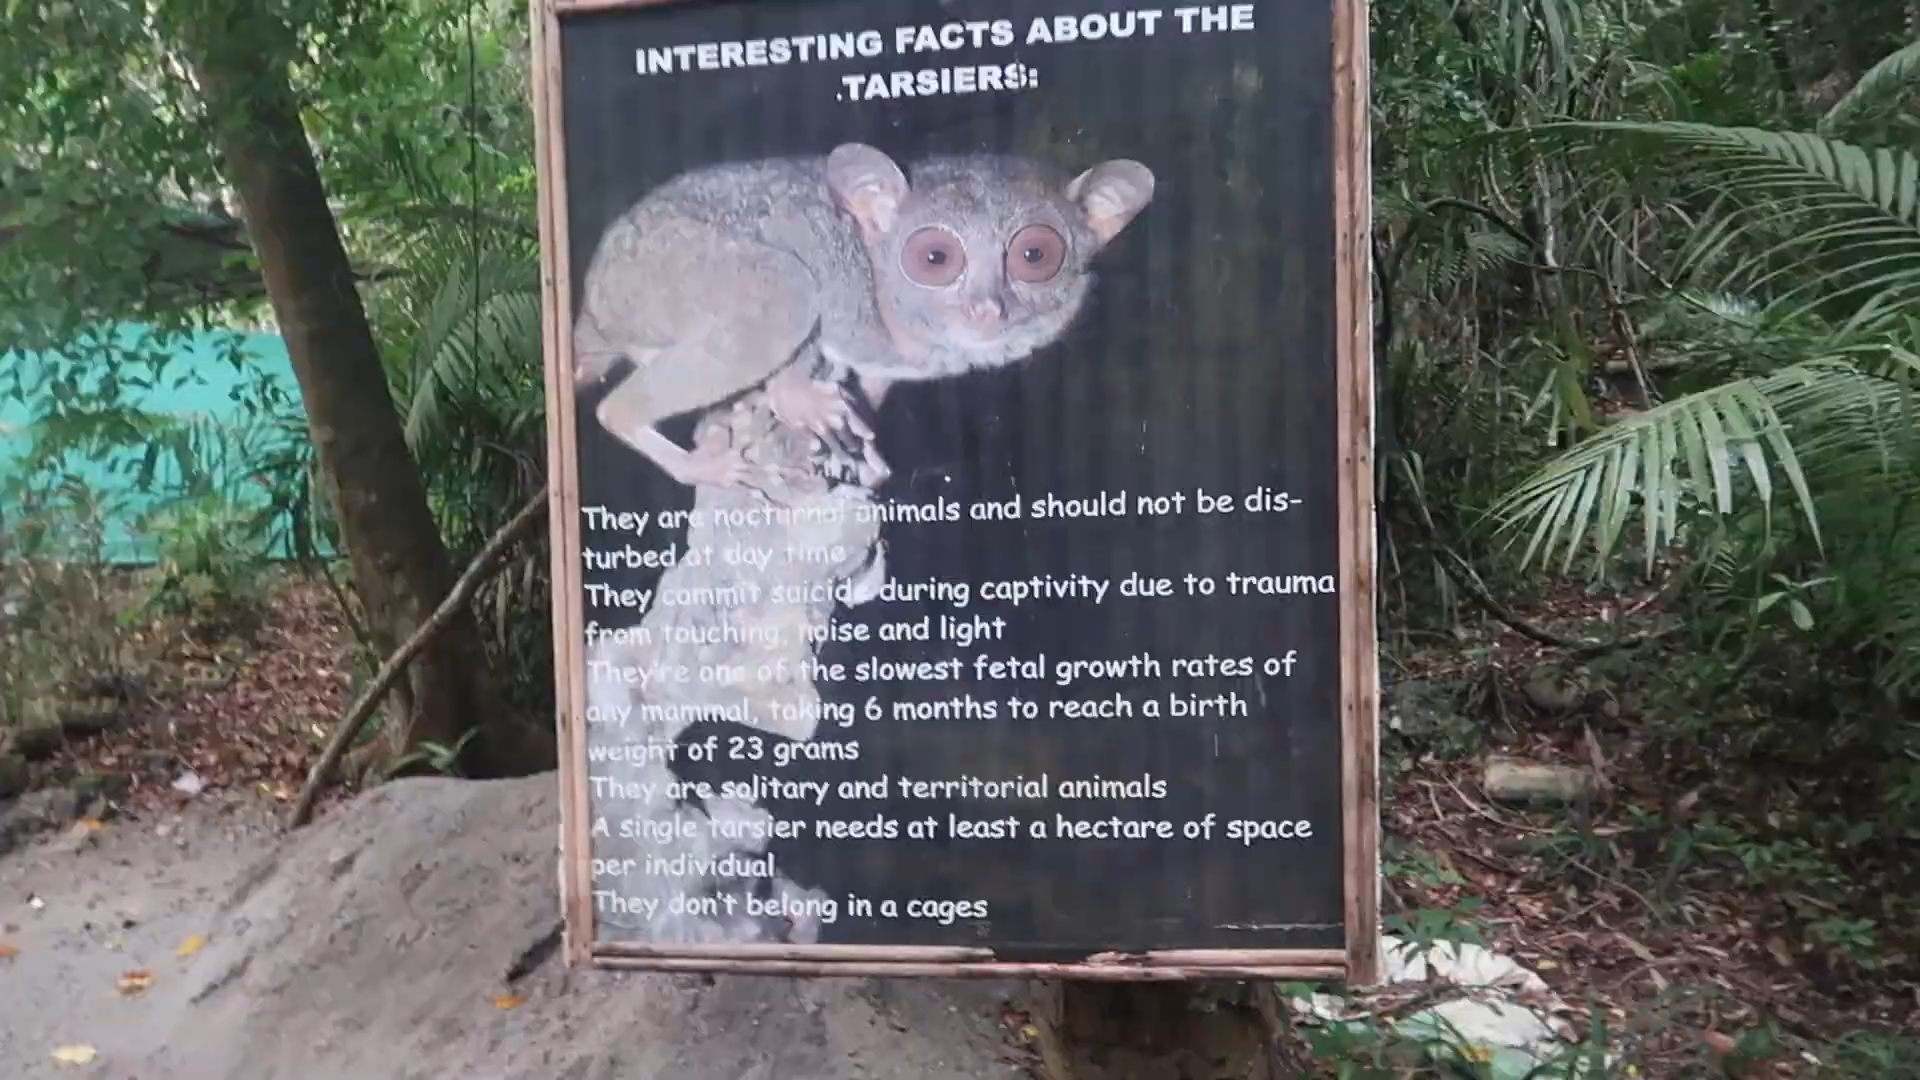 INTERESTING FACTS ABOUT THE
.TARSIERS:
They are nocturnal animals and should not be dis-
turbed at day time
They commit suicide during captivity due to trauma
from touching, noise and light
They're one of the slowest fetal growth rates of
any mammal, taking 6 months to reach a birth
weight of 23 grams
They are solitary and territorial animals
A single tarsier needs at least a hectare of space
per individual
They don't belong in a cages